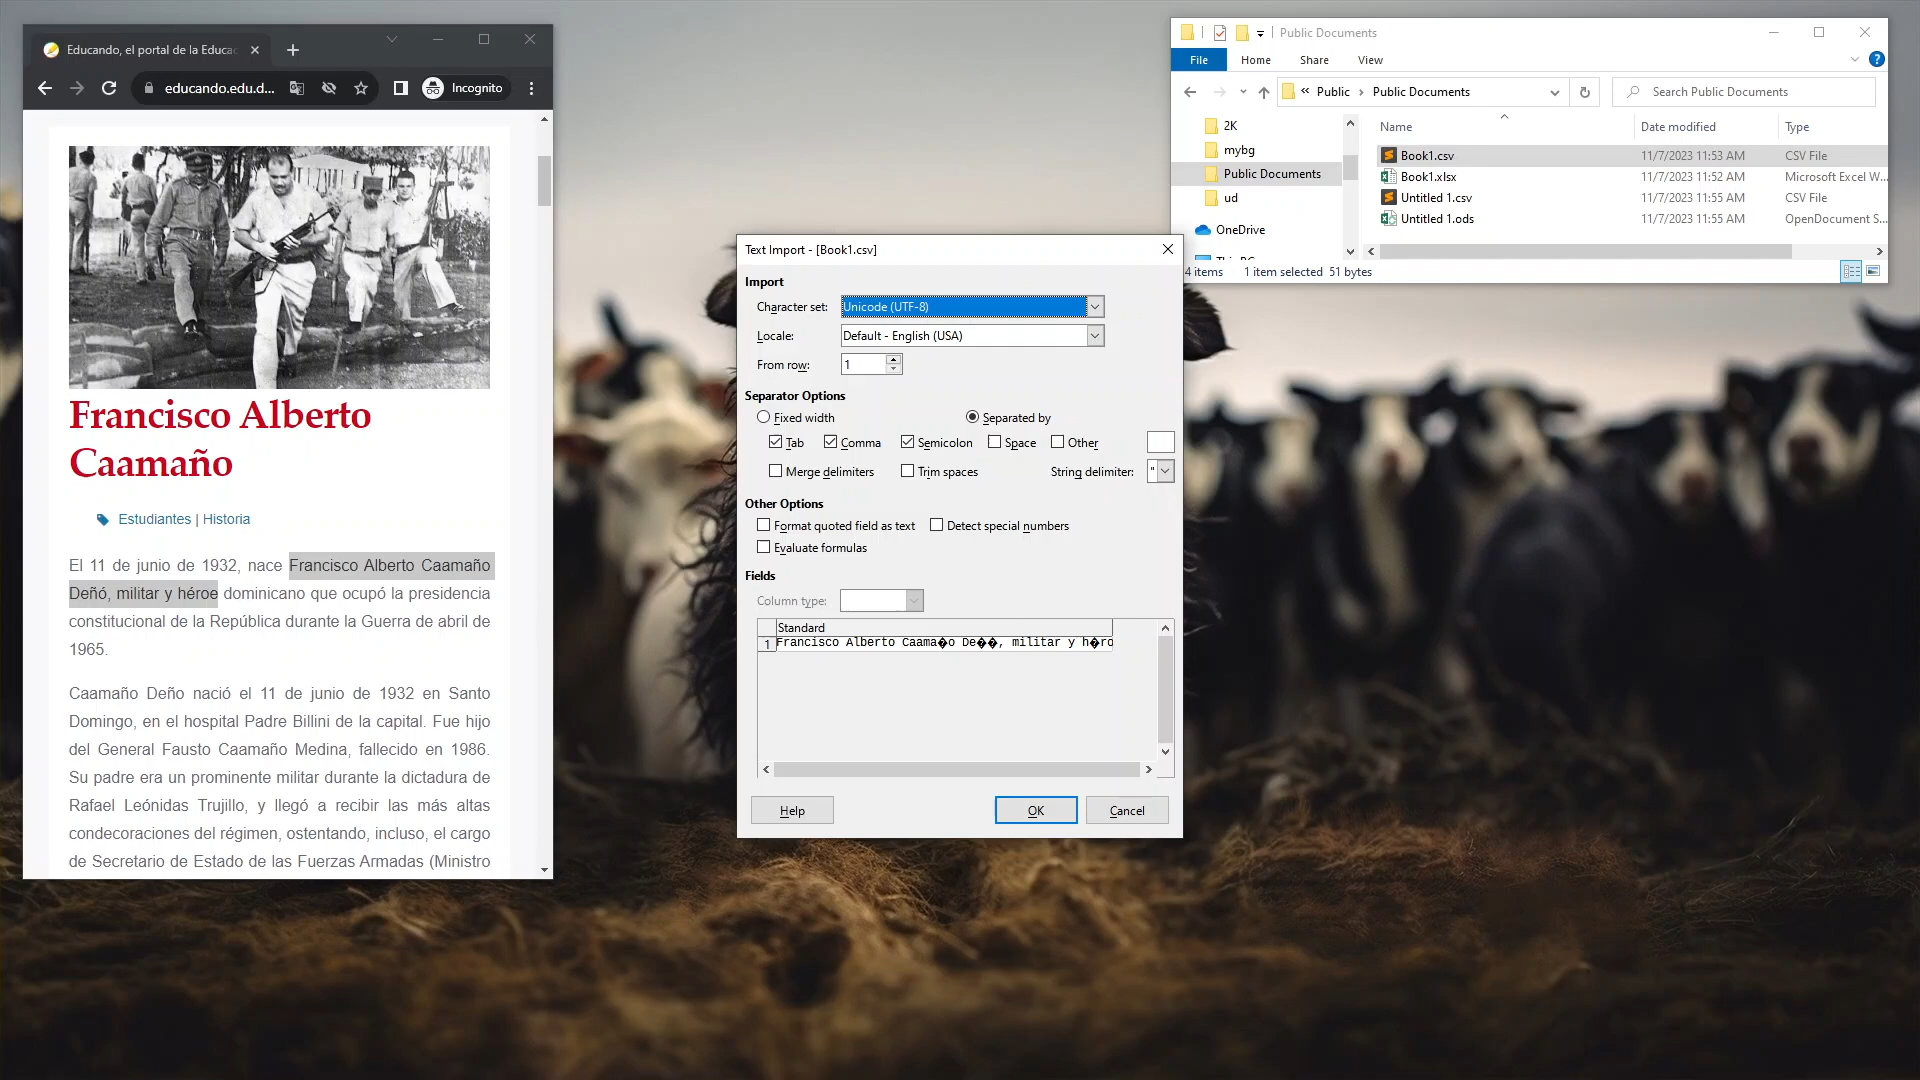 Educando, el portal de la Educa
educando.edu.d...
Incognito
Francisco Alberto
Caamaño
Estudiantes | Historia
El 11 de junio de 1932, nace Francisco Alberto Caamaño
Deñó, militar y héroe dominicano que ocupó la presidencia
constitucional de la República durante la Guerra de abril de
1965.
Caamaño Deño nació el 11 de junio de 1932 en Santo
Domingo, en el hospital Padre Billini de la capital. Fue hijo
del General Fausto Caamaño Medina, fallecido en 1986.
Su padre era un prominente militar durante la dictadura de
Rafael Leónidas Trujillo, y llegó a recibir las más altas
condecoraciones del régimen, ostentando, incluso, el cargo
de Secretario de Estado de las Fuerzas Armadas (Ministro
Text Import - [Book1.csv]
Import
Character set: Unicode (UTF-8)
Locale: Default - English (USA)
From row: 1
Separator Options
Fixed width Separated by
Tab Comma Semicolon Space Other
Merge delimiters Trim spaces String delimiter: "
Other Options
Format quoted field as text Detect special numbers
Evaluate formulas
Fields
Column type:
Standard
1 Francisco Alberto Caama�o De��, militar y h�ro
Help OK Cancel
Public Documents
File Home Share View
« Public > Public Documents
Search Public Documents
2K
mybg
Public Documents
ud
OneDrive
Name Date modified Type
Book1.csv 11/7/2023 11:53 AM CSV File
Book1.xlsx 11/7/2023 11:52 AM Microsoft Excel W...
Untitled 1.csv 11/7/2023 11:55 AM CSV File
Untitled 1.ods 11/7/2023 11:55 AM OpenDocument S...
4 items 1 item selected 51 bytes